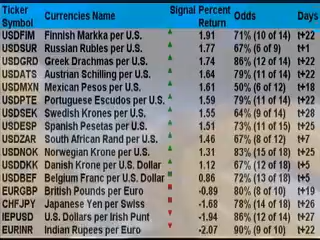 Ticker Symbol Currencies Name Signal Percent Return Odds Days
USDFIM Finnish Markka per U.S. 1.91 71% (10 of 14) t+22
USDSUR Russian Rubles per U.S. 1.77 67% (6 of 9) t+1
USDGRD Greek Drachmas per U.S. 1.74 86% (12 of 14) t+22
USDATS Austrian Schilling per U.S. 1.64 79% (11 of 14) t+22
USDMXN Mexican Pesos per U.S. 1.61 50% (6 of 12) t+18
USDPTE Portuguese Escudos per U.S. 1.59 79% (11 of 14) t+22
USDSEK Swedish Krones per U.S. 1.55 64% (9 of 14) t+28
USDESP Spanish Pesetas per U.S. 1.51 73% (11 of 15) t+25
USDZAR South African Rand per U.S. 1.46 67% (8 of 12) t+7
USDNOK Norwegian Krone per U.S. 1.31 83% (15 of 18) t+25
USDDKK Danish Krone per U.S. Dollar 1.12 67% (12 of 18) t+5
USDBEF Belgium Franc per U.S. Dollar 0.86 72% (13 of 18) t+5
EURGBP British Pounds per Euro -0.89 80% (8 of 10) t+19
CHFJPY Japanese Yen per Swiss -1.68 78% (14 of 18) t+26
IEPUSD U.S. Dollars per Irish Punt -1.94 86% (12 of 14) t+27
EURINR Indian Rupees per Euro -2.07 90% (9 of 10) t+12